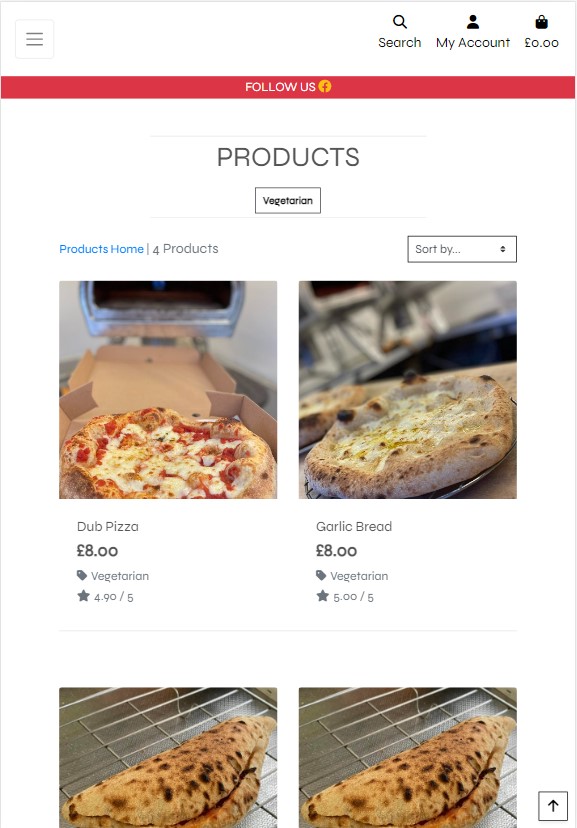 Search My Account £0.00
FOLLOW US
PRODUCTS
Vegetarian
Products Home | 4 Products
Sort by...
Dub Pizza
£8.00
Vegetarian
4.90 / 5
Garlic Bread
£8.00
Vegetarian
5.00 / 5